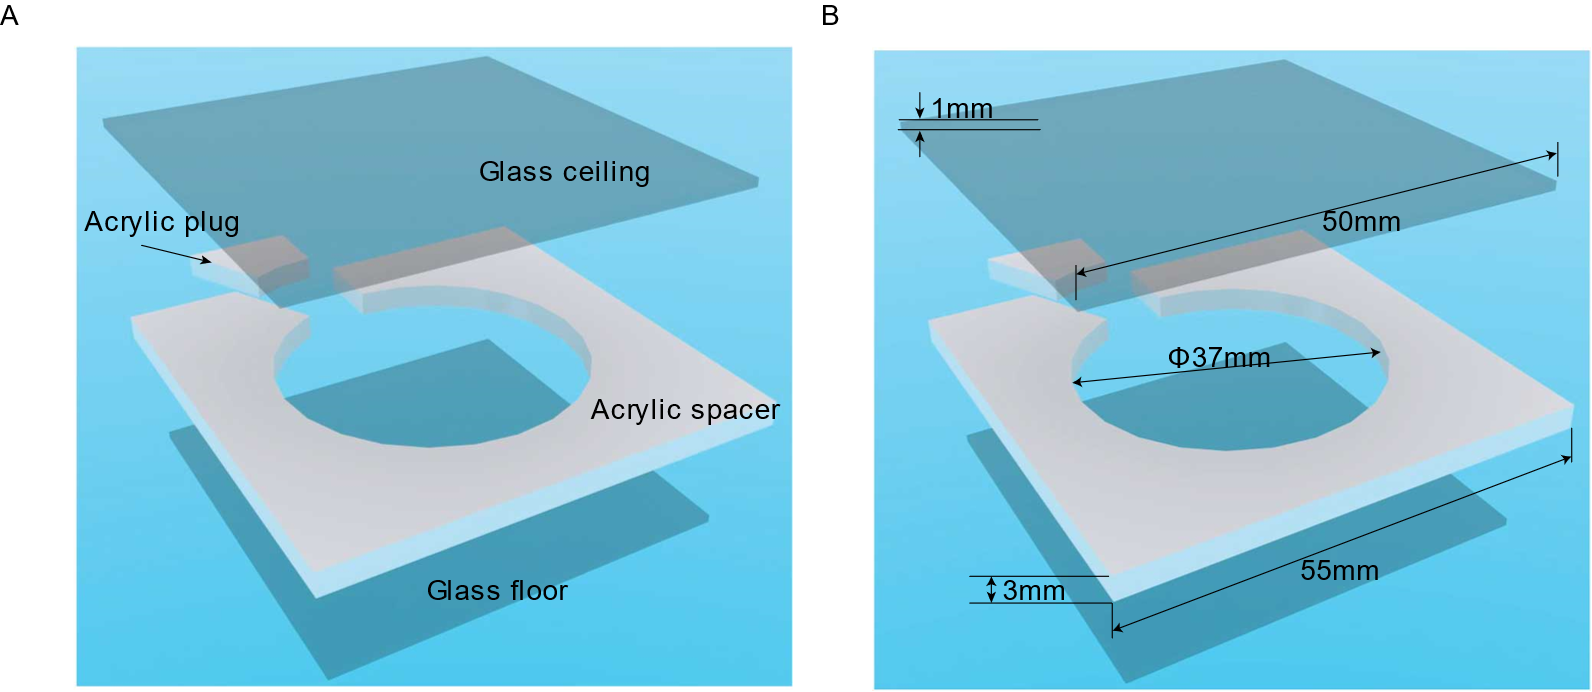 A
B
Glass ceiling
Acrylic plug
Acrylic spacer
Glass floor
1mm
50mm
Φ37mm
55mm
3mm